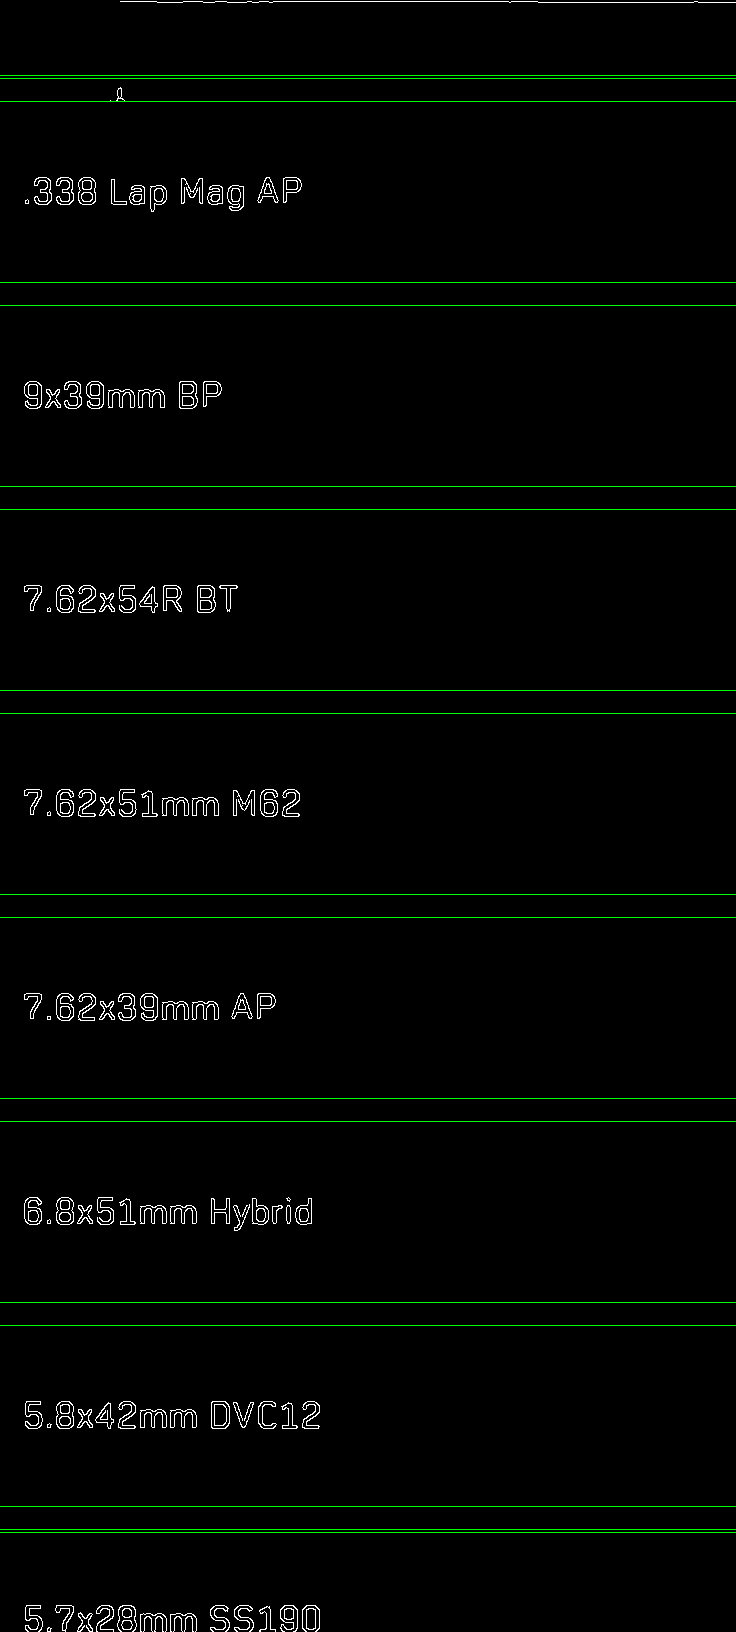 .338 Lap Mag AP
9x39mm BP
7.62x54R BT
7.62x51mm M62
7.62x39mm AP
6.8x51mm Hybrid
5.8x42mm DVC12
5.7x28mm SS190